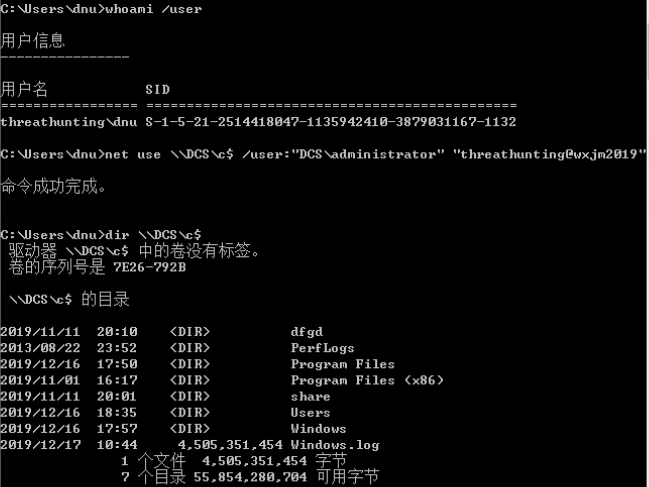 C:\Users\dnu>whoami /user
用户信息
----------------
用户名 SID
================= ==============================================
threathunting\dnu S-1-5-21-2514418047-1135942410-3879031167-1132
C:\Users\dnu>net use \\DCS\c$ /user:"DCS\administrator" "threathunting@wxjm2019"
命令成功完成。
C:\Users\dnu>dir \\DCS\c$
驱动器 \\DCS\c$ 中的卷没有标签。
卷的序列号是 7E26-792B
\\DCS\c$ 的目录
2019/11/11 20:10 <DIR> dfgd
2013/08/22 23:52 <DIR> PerfLogs
2019/12/16 17:50 <DIR> Program Files
2019/11/01 16:17 <DIR> Program Files (x86)
2019/11/11 20:01 <DIR> share
2019/12/16 18:35 <DIR> Users
2019/12/16 17:57 <DIR> Windows
2019/12/17 10:44 4,505,351,454 Windows.log
1 个文件 4,505,351,454 字节
7 个目录 55,854,280,704 可用字节